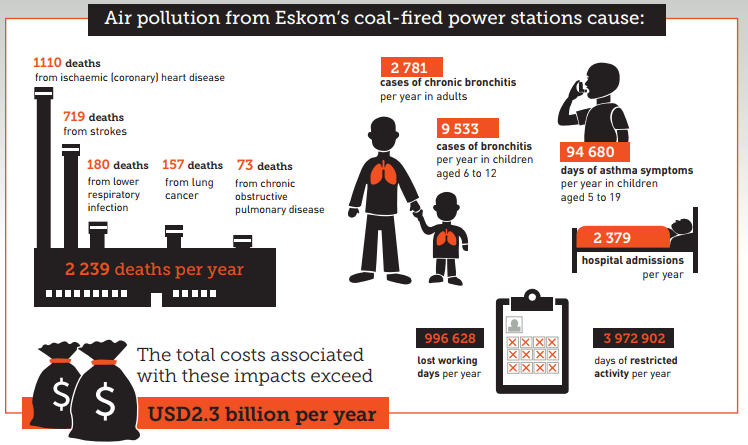 Air pollution from Eskom's coal-fired power stations cause:
1110 deaths
from ischaemic (coronary) heart disease
719 deaths
from strokes
180 deaths
from lower
respiratory
infection
157 deaths
from lung
cancer
73 deaths
from chronic
obstructive
pulmonary disease
2 239 deaths per year
2 781
cases of chronic bronchitis
per year in adults
9 533
cases of bronchitis
per year in children
aged 6 to 12
94 680
days of asthma symptoms
per year in children
aged 5 to 19
2 379
hospital admissions
per year
996 628
lost working
days per year
3 972 902
days of restricted
activity per year
$ $
The total costs associated
with these impacts exceed
USD2.3 billion per year